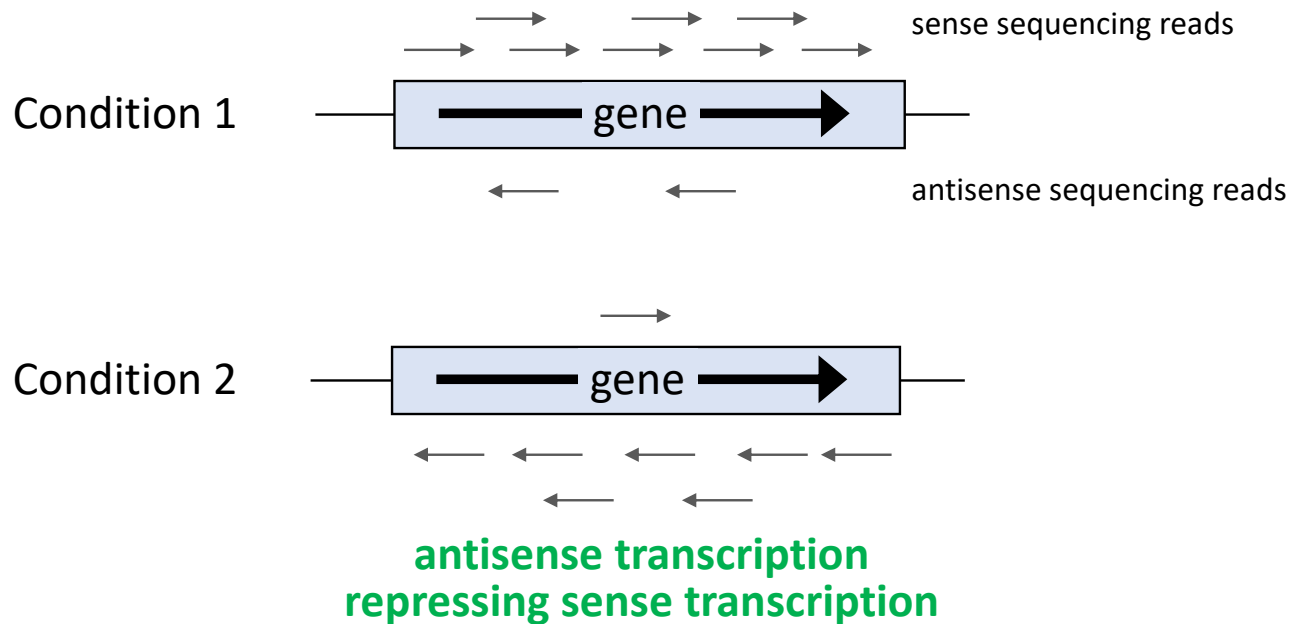 sense sequencing reads
Condition 1
gene
antisense sequencing reads
Condition 2
gene
antisense transcription
repressing sense transcription